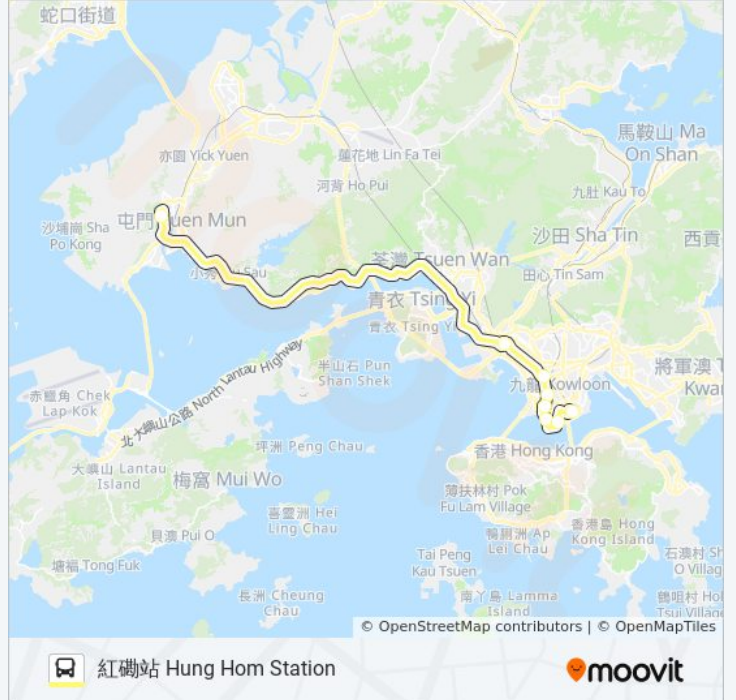 蛇口街道
馬鞍山 Ma
On Shan
亦園 Yick Yuen
蓮花地 Lin Fa Tei
河背 Ho Pui
九肚 Kau To
沙埔崗 Sha
Po Kong
屯門 Tuen Mun
沙田 Sha Tin
西貢
荃灣 Tsuen Wan
田心 Tin Sam
青衣 Tsing Yi
青衣 Tsing Yi
半山石 Pun
Shan Shek
九龍 Kowloon
將軍澳 T
Kwa
赤鱲角 Chek
Lap Kok
北大嶼山公路 North Lantau Highway
香港 Hong Kong
坪洲 Peng Chau
大嶼山 Lantau
Island
梅窩 Mui Wo
薄扶林村 Pok
Fu Lam Village
喜靈洲 Hei
Ling Chau
香港島 Hong
Kong Island
鴨脷洲 Ap
Lei Chau
貝澳 Pui O
塘福 Tong Fuk
Tai Peng
Kau Tsuen
石澳村 Sh
O Villag
長洲 Cheung
Chau
南丫島 Lamma
Island
鶴咀村 Ho
Tsui Village
© OpenStreetMap contributors | © OpenMapTiles
紅磡站 Hung Hom Station
moovit